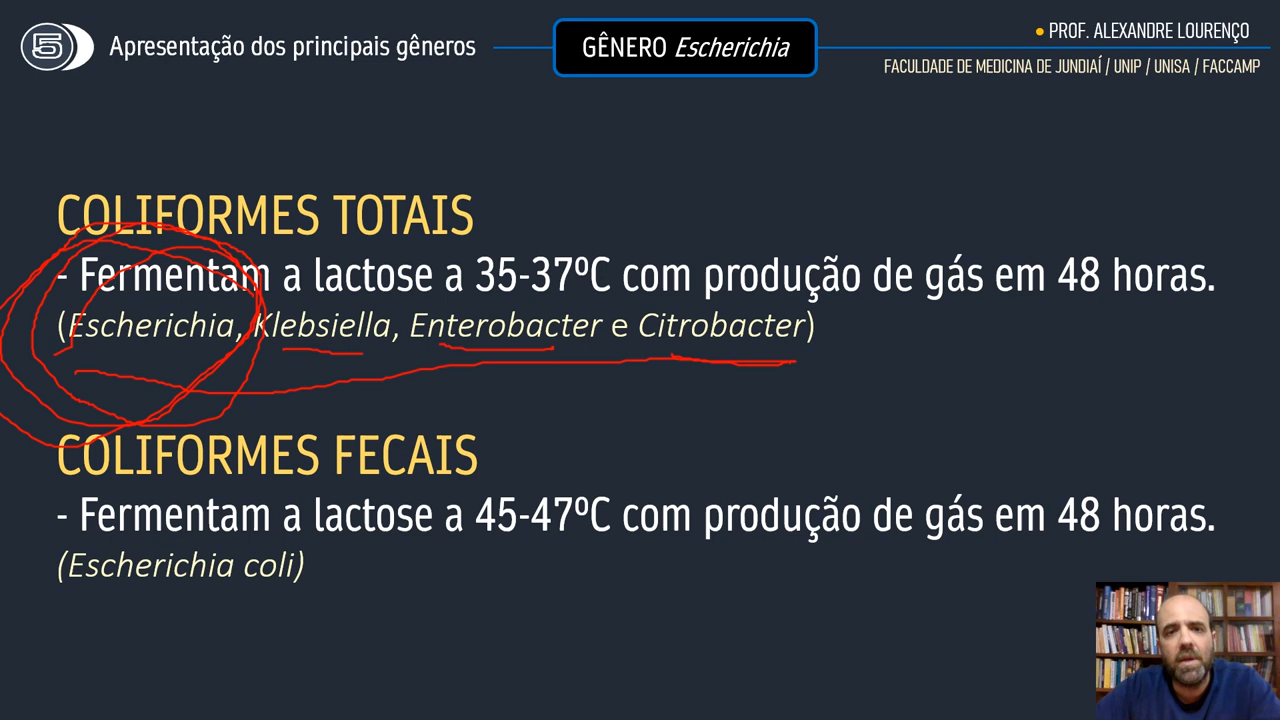 5
Apresentação dos principais gêneros
GÊNERO Escherichia
• PROF. ALEXANDRE LOURENÇO
FACULDADE DE MEDICINA DE JUNDIAÍ / UNIP / UNISA / FACCAMP
COLIFORMES TOTAIS
- Fermentam a lactose a 35-37ºC com produção de gás em 48 horas.
(Escherichia, Klebsiella, Enterobacter e Citrobacter)
COLIFORMES FECAIS
- Fermentam a lactose a 45-47ºC com produção de gás em 48 horas.
(Escherichia coli)